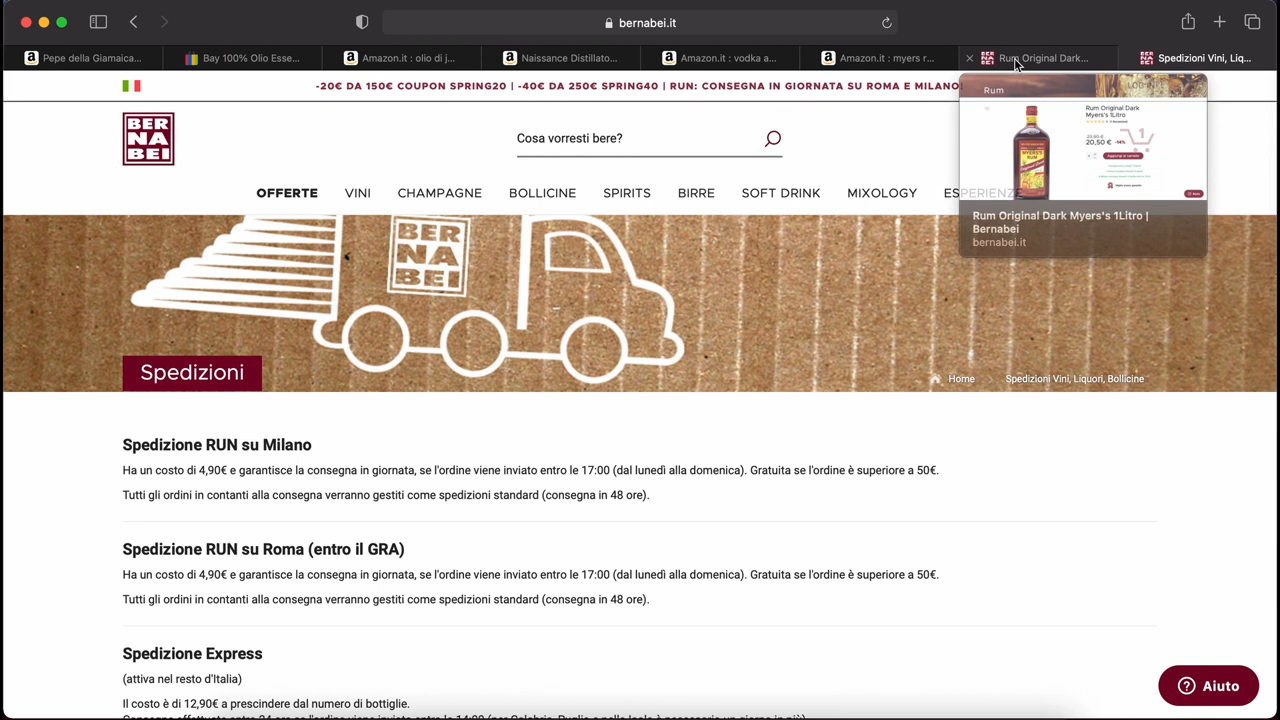 bernabei.it
Pepe della Giamaica...
Bay 100% Olio Esse...
Amazon.it : olio di j...
Naissance Distillato...
Amazon.it : vodka a...
Amazon.it : myers r...
Rum Original Dark...
Spedizioni Vini, Liq...
-20€ DA 150€ COUPON SPRING20 | -40€ DA 250€ SPRING40 | RUN: CONSEGNA IN GIORNATA SU ROMA E MILANO!
Rum
Rum Original Dark
Myers's 1Litro
20,50 € -14%
Aggiungi al carrello
Rum Original Dark Myers's 1Litro |
Bernabei
bernabei.it
BER
NA
BEI
Cosa vorresti bere?
OFFERTE VINI CHAMPAGNE BOLLICINE SPIRITS BIRRE SOFT DRINK MIXOLOGY ESPERIENZE
BER
NA
BEI
Spedizioni
Home Spedizioni Vini, Liquori, Bollicine
Spedizione RUN su Milano
Ha un costo di 4,90€ e garantisce la consegna in giornata, se l'ordine viene inviato entro le 17:00 (dal lunedì alla domenica). Gratuita se l'ordine è superiore a 50€.
Tutti gli ordini in contanti alla consegna verranno gestiti come spedizioni standard (consegna in 48 ore).
Spedizione RUN su Roma (entro il GRA)
Ha un costo di 4,90€ e garantisce la consegna in giornata, se l'ordine viene inviato entro le 17:00 (dal lunedì alla domenica). Gratuita se l'ordine è superiore a 50€.
Tutti gli ordini in contanti alla consegna verranno gestiti come spedizioni standard (consegna in 48 ore).
Spedizione Express
(attiva nel resto d'Italia)
Il costo è di 12,90€ a prescindere dal numero di bottiglie.
Aiuto